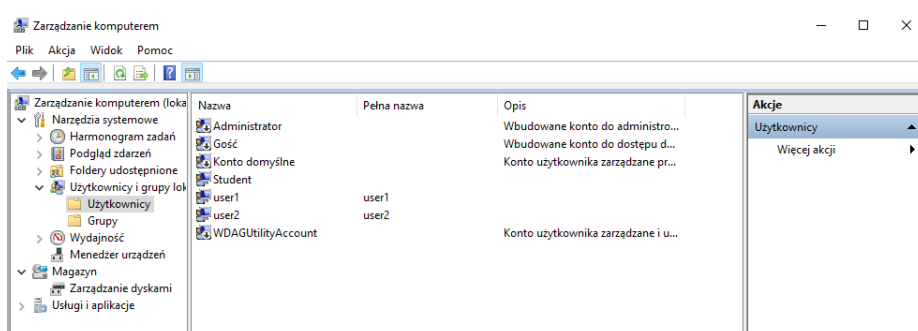 Zarządzanie komputerem
Plik Akcja Widok Pomoc
Zarządzanie komputerem (loka
Narzędzia systemowe
Harmonogram zadań
Podgląd zdarzeń
Foldery udostępnione
Użytkownicy i grupy lok
Użytkownicy
Grupy
Wydajność
Menedżer urządzeń
Magazyn
Zarządzanie dyskami
Usługi i aplikacje
Nazwa Pełna nazwa Opis
Administrator Wbudowane konto do administro...
Gość Wbudowane konto do dostępu d...
Konto domyślne Konto użytkownika zarządzane pr...
Student
user1 user1
user2 user2
WDAGUtilityAccount Konto użytkownika zarządzane i u...
Akcje
Użytkownicy
Więcej akcji